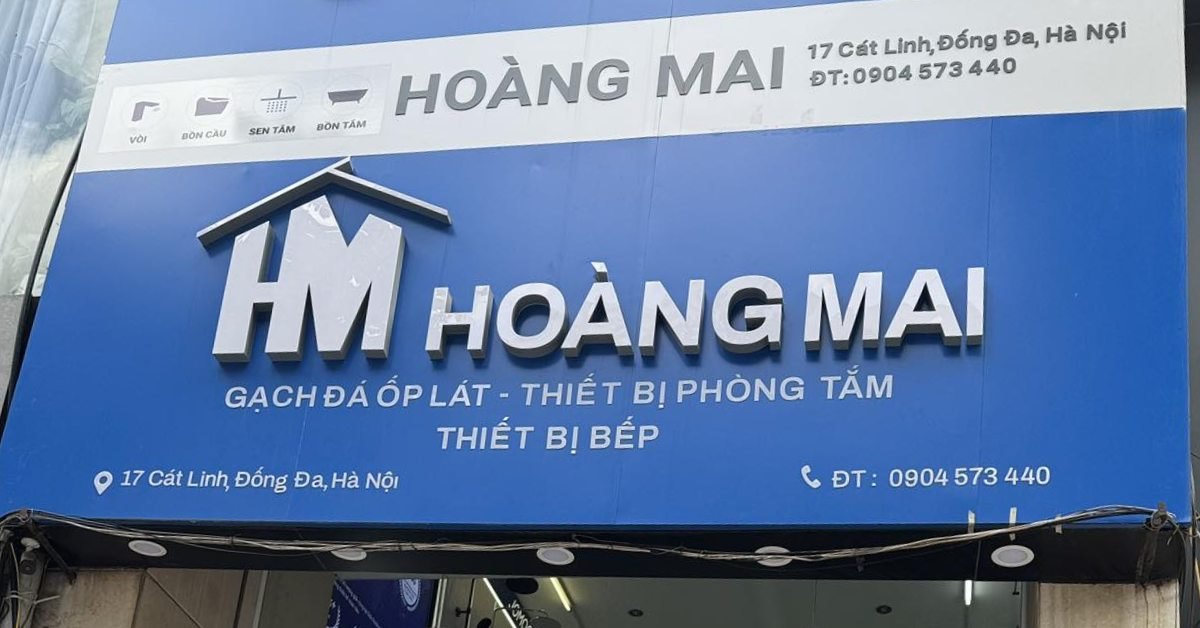 HOÀNG MAI
17 Cát Linh, Đống Đa, Hà Nội
ĐT: 0904 573 440
VÒI
BỒN CẦU
SEN TẮM
BỒN TẮM
HM HOÀNG MAI
GẠCH ĐÁ ỐP LÁT - THIẾT BỊ PHÒNG TẮM
THIẾT BỊ BẾP
17 Cát Linh, Đống Đa, Hà Nội
ĐT : 0904 573 440